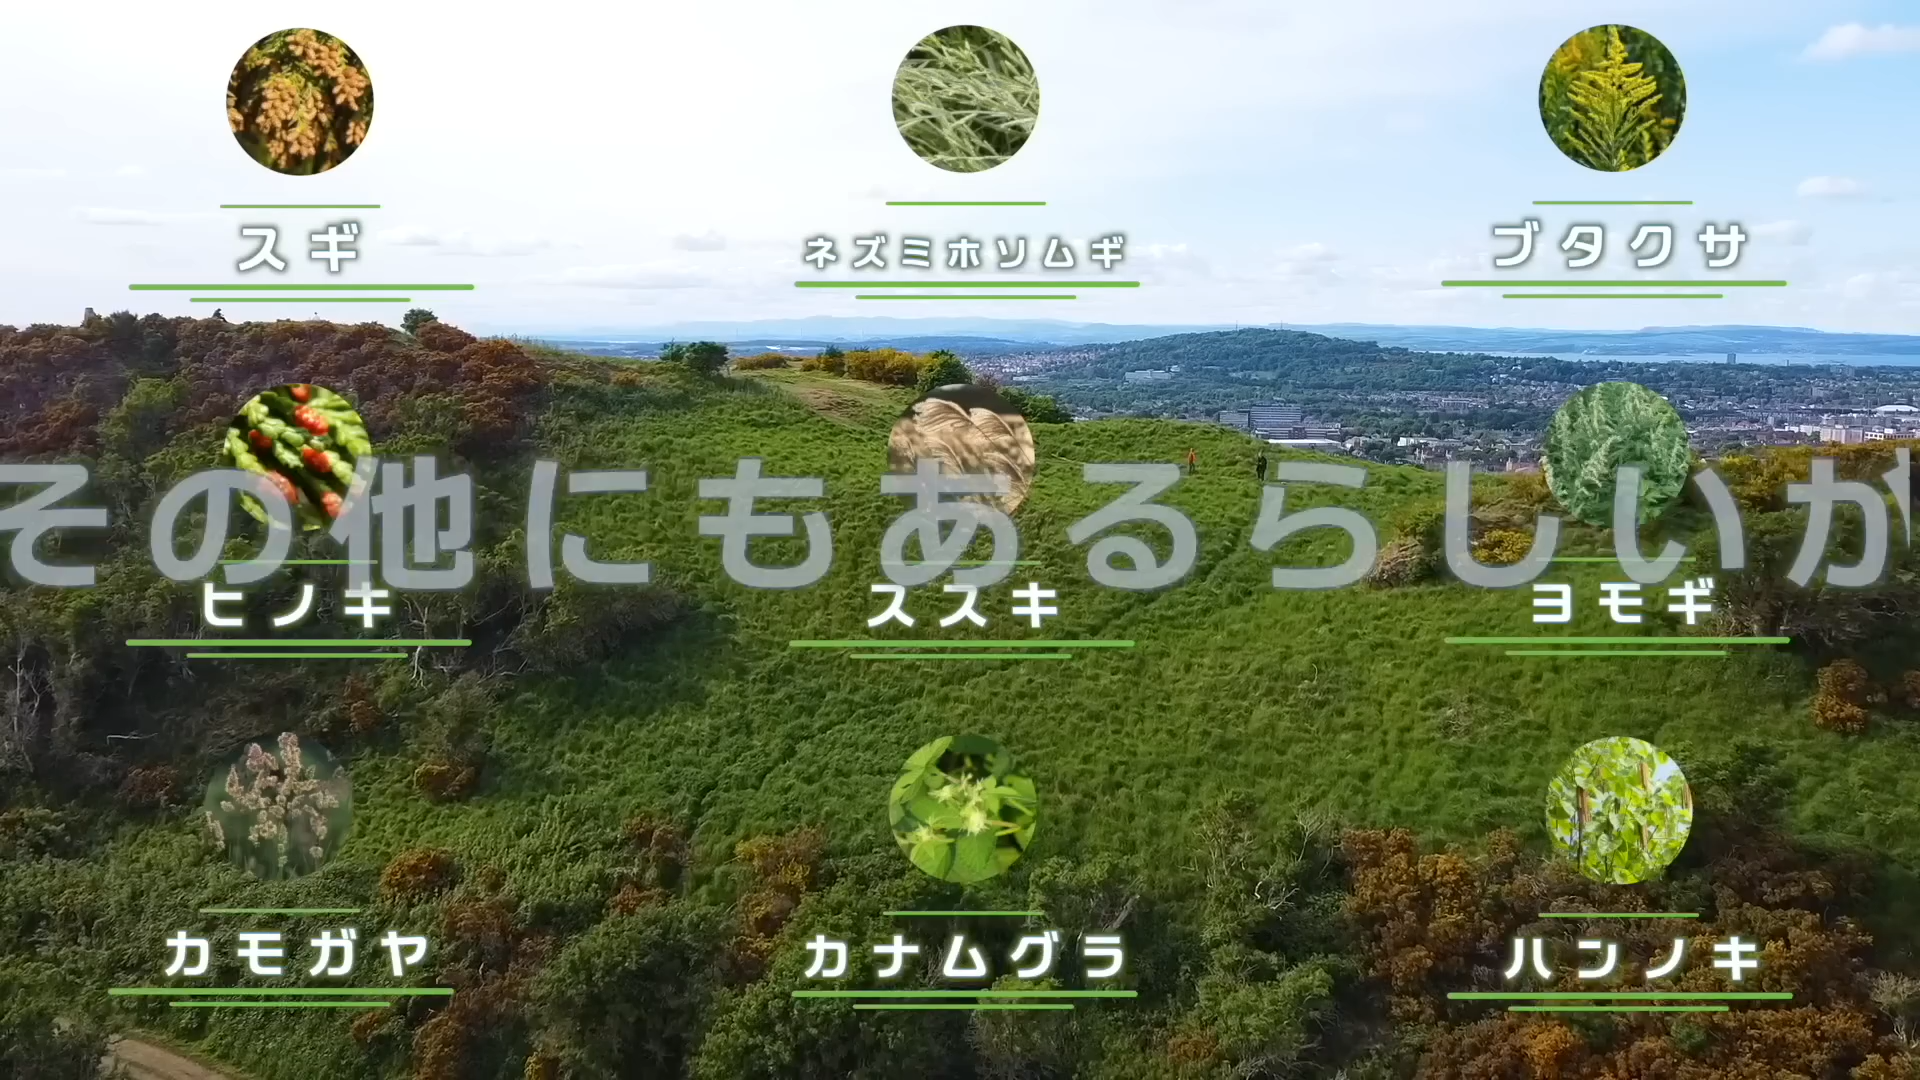 スギ
ネズミホソムギ
ブタクサ
その他にもあるらしいが
ヒノキ
ススキ
ヨモギ
カモガヤ
カナムグラ
ハンノキ